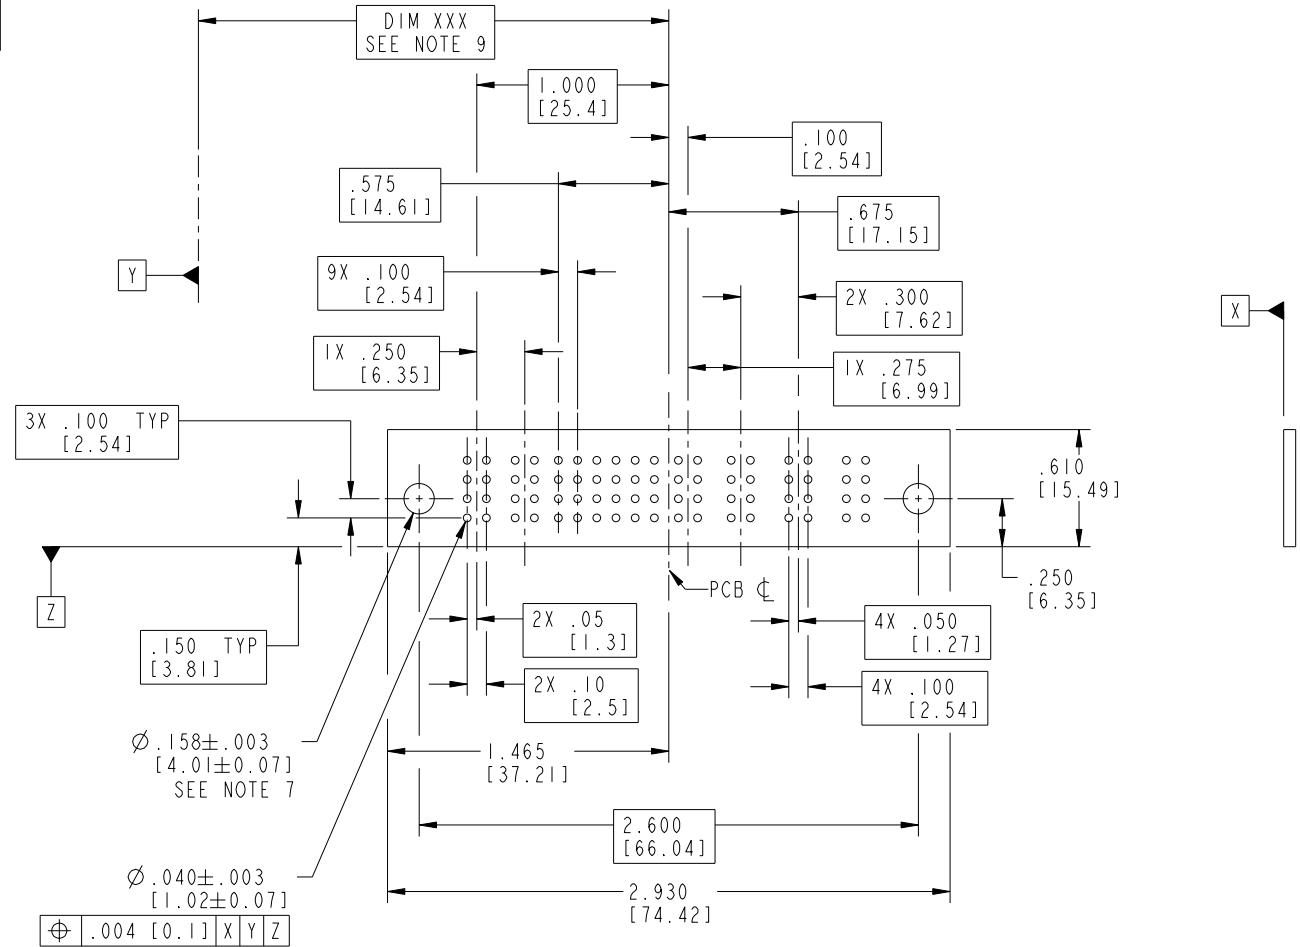 DIM XXX
SEE NOTE 9
1.000
[25.4]
.100
[2.54]
.575
[14.61]
.675
[17.15]
Y
9X .100
[2.54]
2X .300
[7.62]
X
1X .250
[6.35]
1X .275
[6.99]
3X .100 TYP
[2.54]
.610
[15.49]
Z
PCB ℄
.250
[6.35]
2X .05
[1.3]
4X .050
[1.27]
.150 TYP
[3.81]
2X .10
[2.5]
4X .100
[2.54]
Ø.158±.003
[4.01±0.07]
SEE NOTE 7
1.465
[37.21]
2.600
[66.04]
Ø.040±.003
[1.02±0.07]
⌖ .004 [0.1] X Y Z
2.930
[74.42]